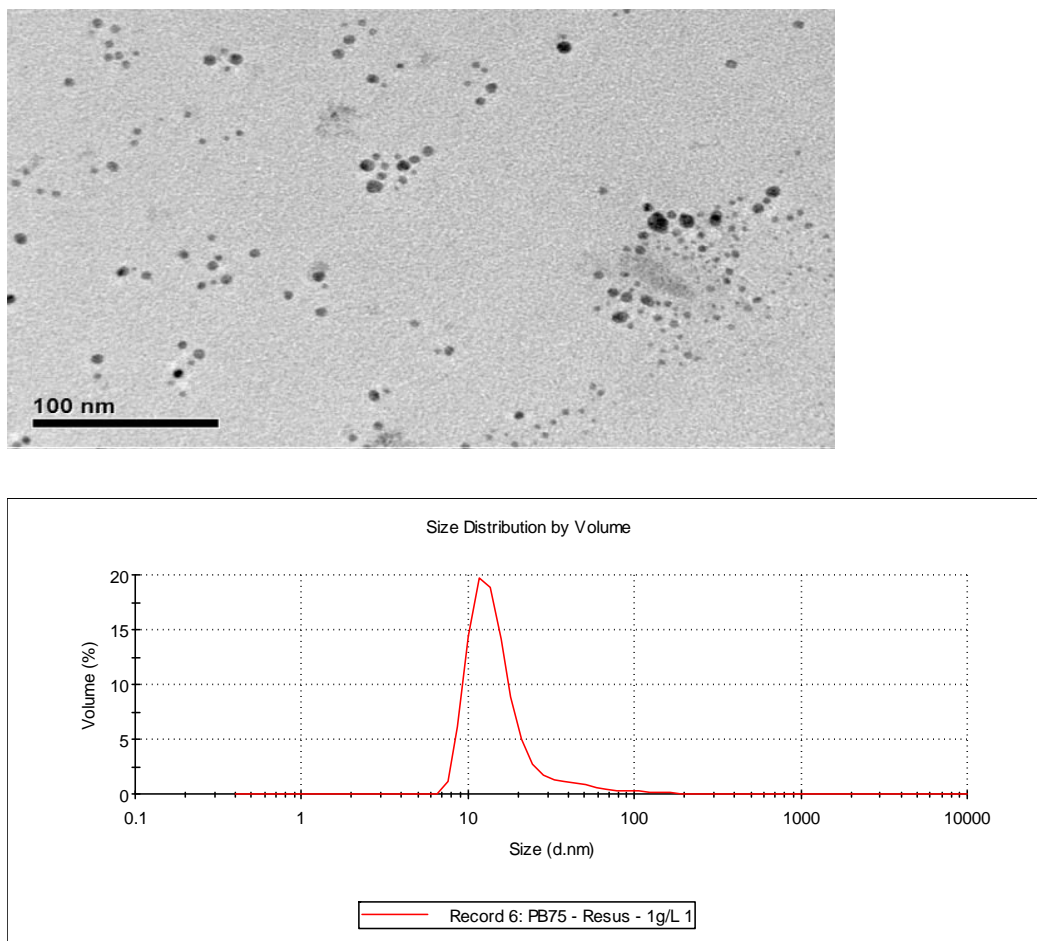 100 nm
Size Distribution by Volume
20
15
10
5
0
Volume (%)
0.1 1 10 100 1000 10000
Size (d.nm)
Record 6: PB75 - Resus - 1g/L 1